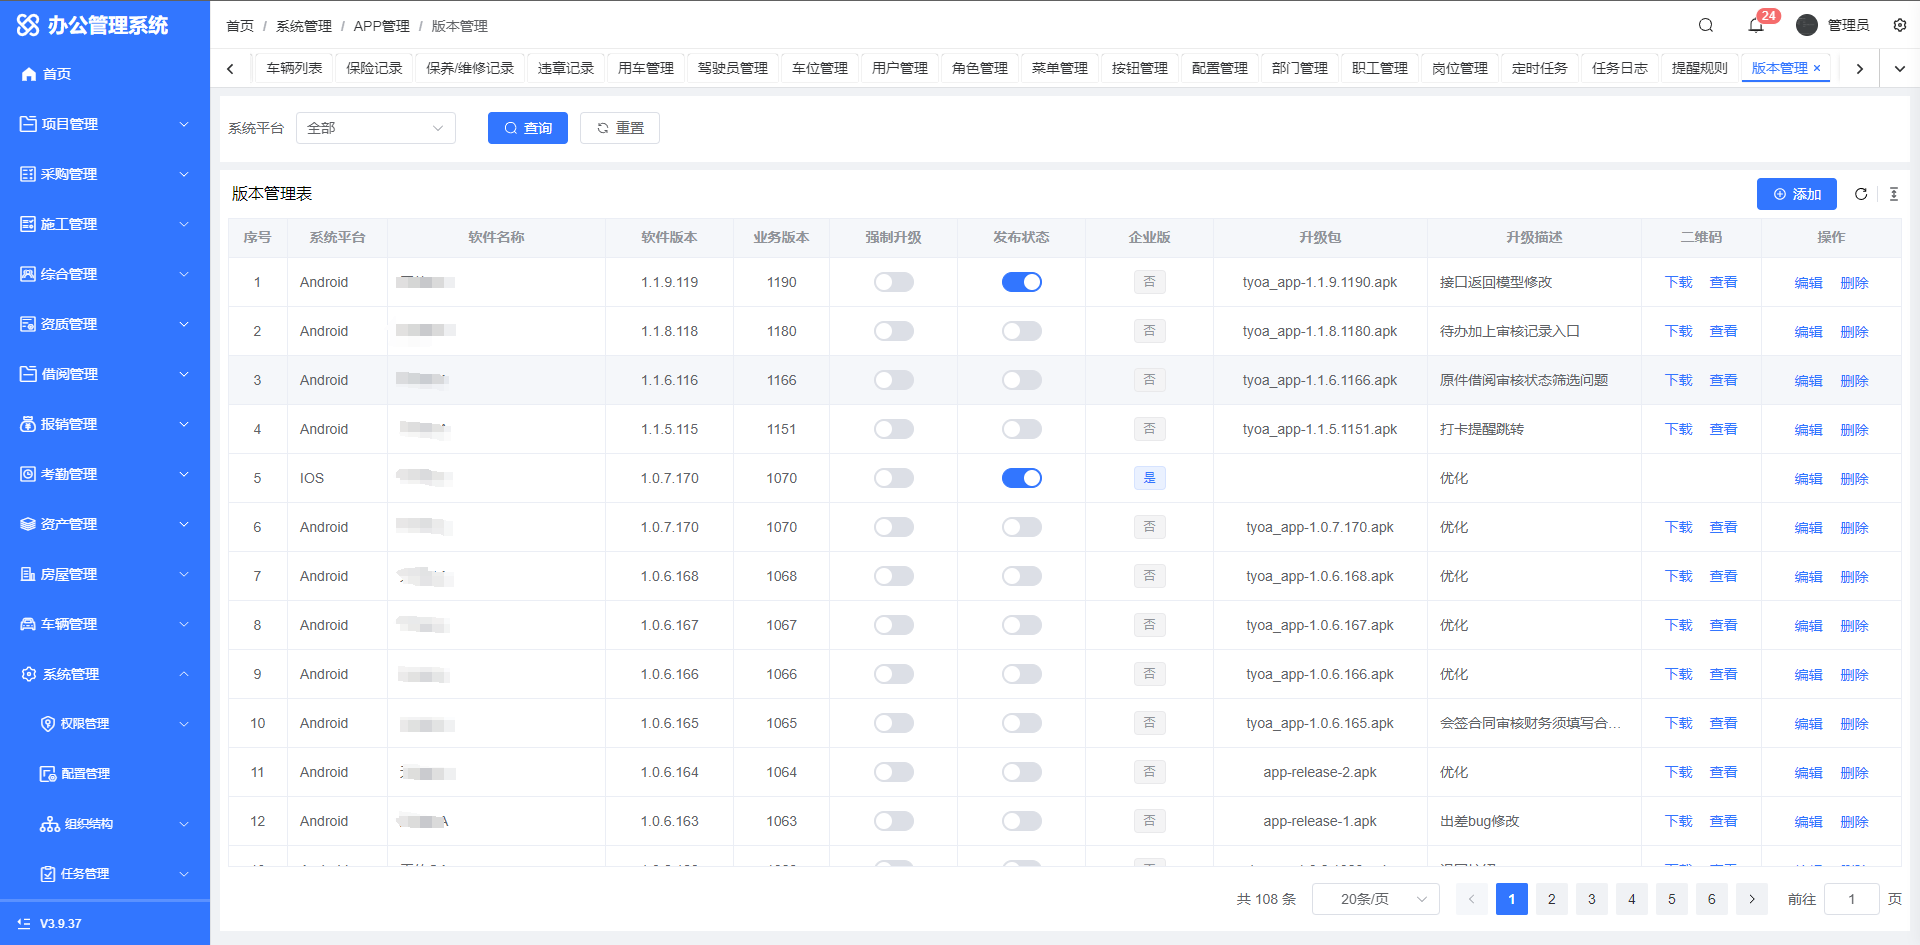 办公管理系统
首页
项目管理
采购管理
施工管理
综合管理
资质管理
借阅管理
报销管理
考勤管理
资产管理
房屋管理
车辆管理
系统管理
权限管理
配置管理
组织结构
任务管理
V3.9.37
首页 / 系统管理 / APP管理 / 版本管理
24 管理员
车辆列表 保险记录 保养/维修记录 违章记录 用车管理 驾驶员管理 车位管理 用户管理 角色管理 菜单管理 按钮管理 配置管理 部门管理 职工管理 岗位管理 定时任务 任务日志 提醒规则 版本管理 ×
系统平台 全部 查询 重置
版本管理表 添加
序号 系统平台 软件名称 软件版本 业务版本 强制升级 发布状态 企业版 升级包 升级描述 二维码 操作
1 Android 1.1.9.119 1190 否 tyoa_app-1.1.9.1190.apk 接口返回模型修改 下载 查看 编辑 删除
2 Android 1.1.8.118 1180 否 tyoa_app-1.1.8.1180.apk 待办加上审核记录入口 下载 查看 编辑 删除
3 Android 1.1.6.116 1166 否 tyoa_app-1.1.6.1166.apk 原件借阅审核状态筛选问题 下载 查看 编辑 删除
4 Android 1.1.5.115 1151 否 tyoa_app-1.1.5.1151.apk 打卡提醒跳转 下载 查看 编辑 删除
5 IOS 1.0.7.170 1070 是 优化 编辑 删除
6 Android 1.0.7.170 1070 否 tyoa_app-1.0.7.170.apk 优化 下载 查看 编辑 删除
7 Android 1.0.6.168 1068 否 tyoa_app-1.0.6.168.apk 优化 下载 查看 编辑 删除
8 Android 1.0.6.167 1067 否 tyoa_app-1.0.6.167.apk 优化 下载 查看 编辑 删除
9 Android 1.0.6.166 1066 否 tyoa_app-1.0.6.166.apk 优化 下载 查看 编辑 删除
10 Android 1.0.6.165 1065 否 tyoa_app-1.0.6.165.apk 会签合同审核财务须填写合... 下载 查看 编辑 删除
11 Android 1.0.6.164 1064 否 app-release-2.apk 优化 下载 查看 编辑 删除
12 Android 1.0.6.163 1063 否 app-release-1.apk 出差bug修改 下载 查看 编辑 删除
共 108 条 20条/页 1 2 3 4 5 6 前往 1 页